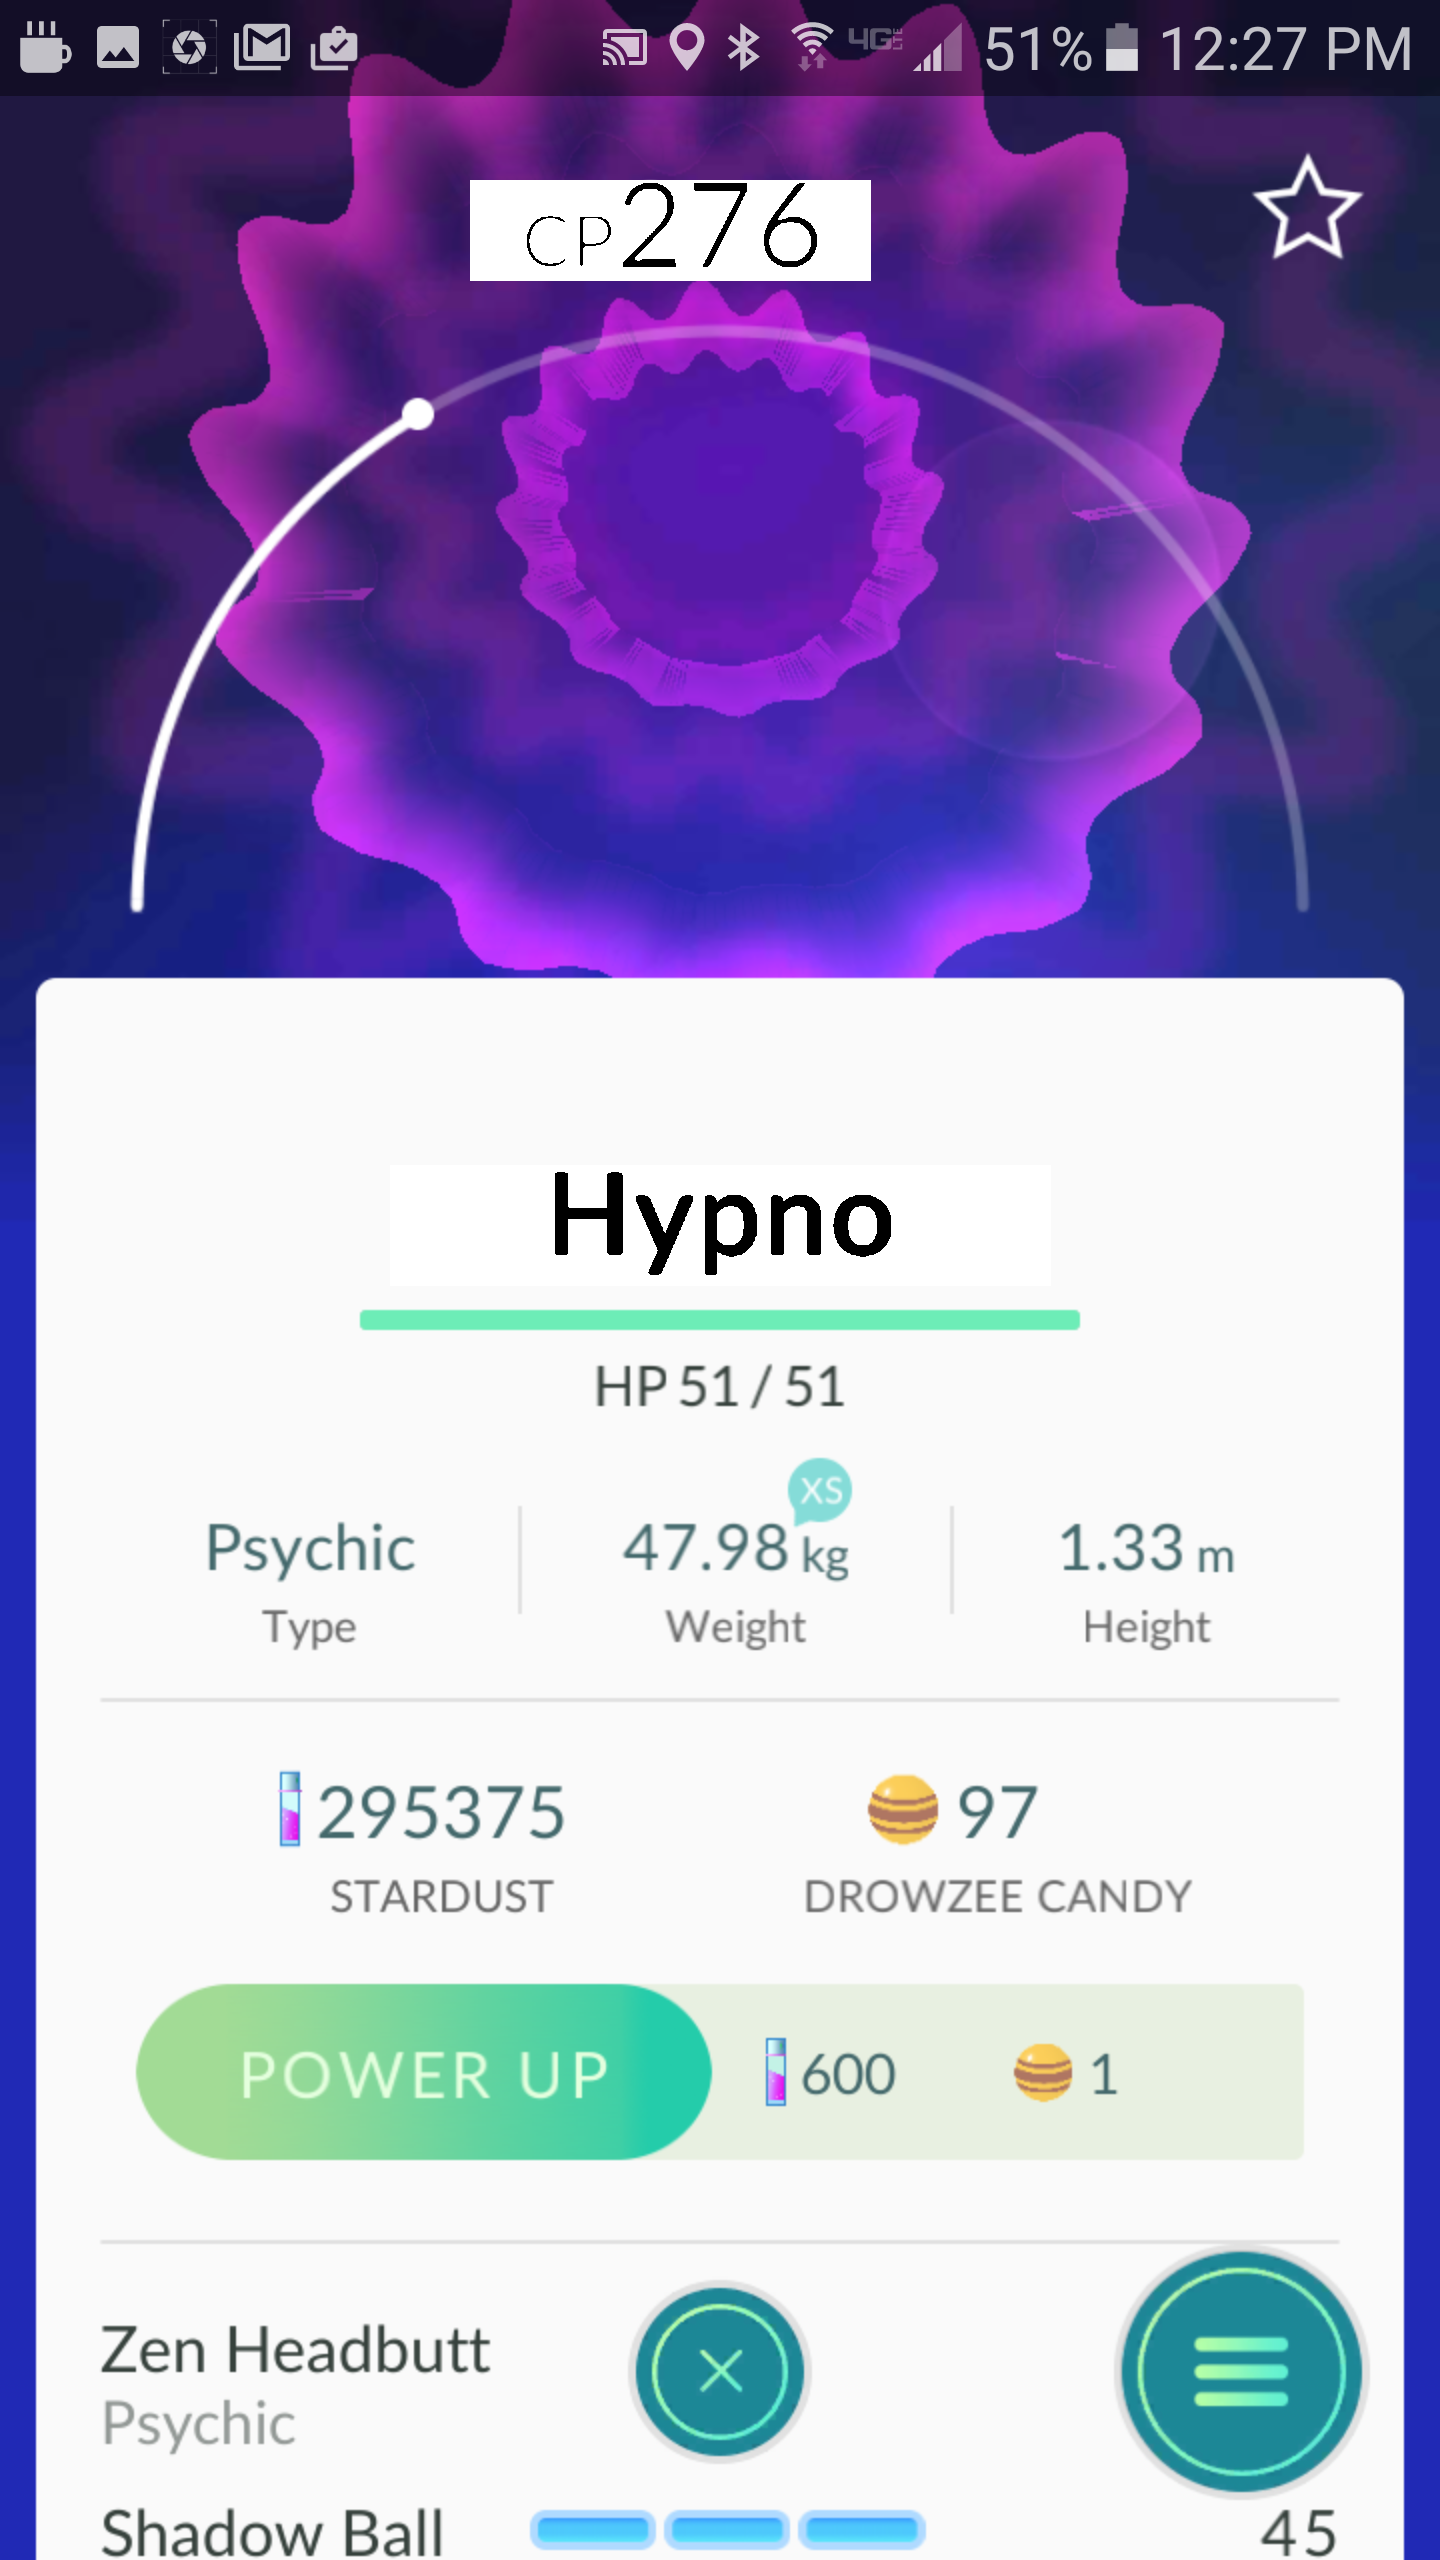 4G LTE 51% 12:27 PM
CP276
Hypno
HP 51 / 51
XS
Psychic 47.98 kg 1.33 m
Type Weight Height
295375 97
STARDUST DROWZEE CANDY
POWER UP 600 1
Zen Headbutt
Psychic
Shadow Ball 45